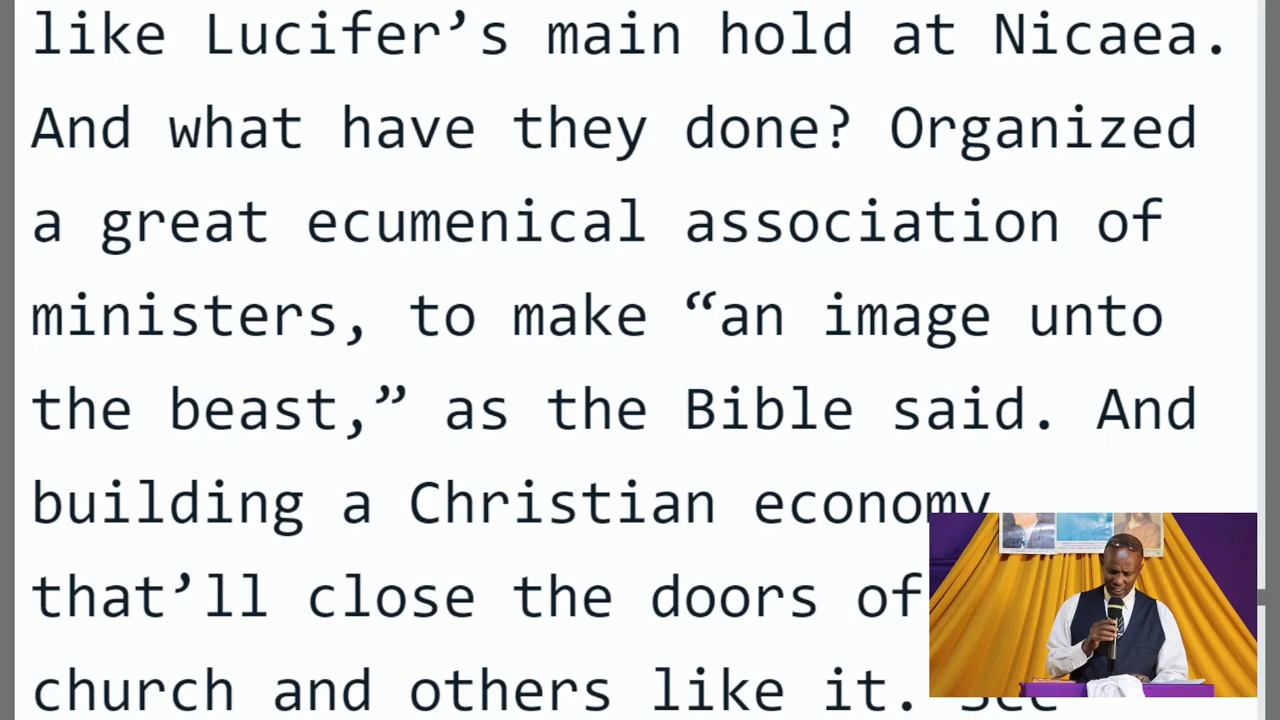 like Lucifer’s main hold at Nicaea.
And what have they done? Organized
a great ecumenical association of
ministers, to make “an image unto
the beast,” as the Bible said. And
building a Christian economy
that’ll close the doors of
church and others like it. See